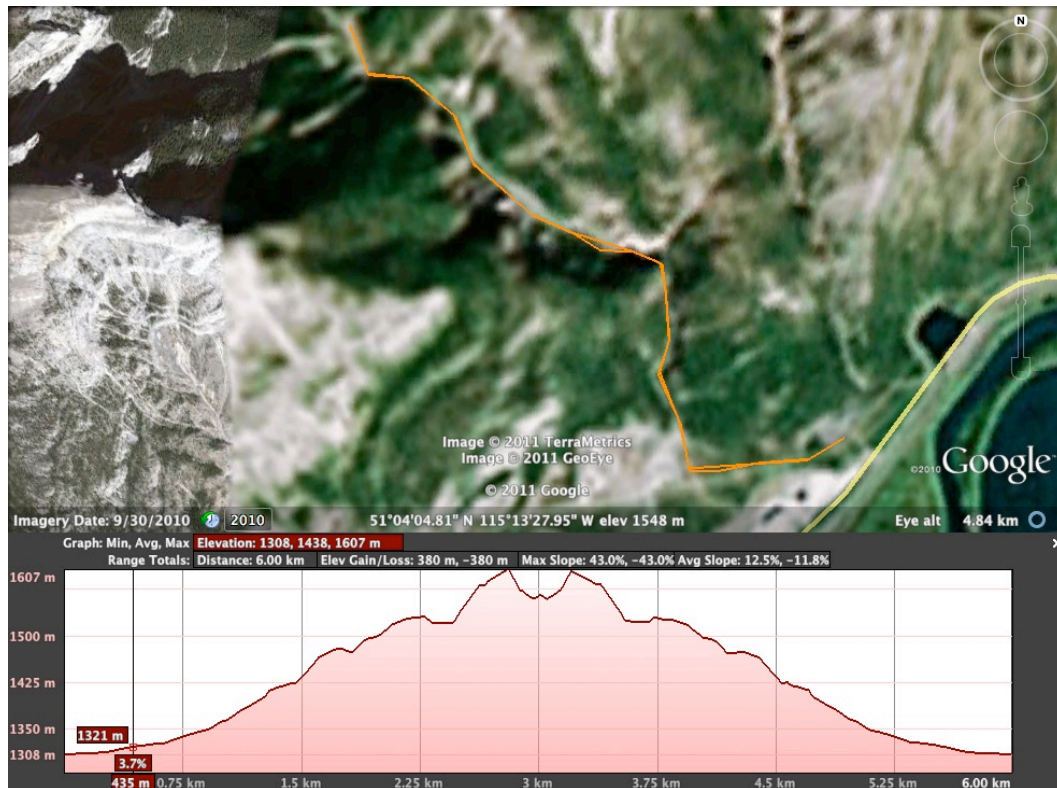 N
Image © 2011 TerraMetrics
Image © 2011 GeoEye
© 2011 Google
©2010 Google™
Imagery Date: 9/30/2010 2010 51°04'04.81" N 115°13'27.95" W elev 1548 m Eye alt 4.84 km
Graph: Min, Avg, Max Elevation: 1308, 1438, 1607 m
Range Totals: Distance: 6.00 km Elev Gain/Loss: 380 m, -380 m Max Slope: 43.0%, -43.0% Avg Slope: 12.5%, -11.8%
1607 m
1500 m
1425 m
1350 m
1308 m
1321 m
3.7%
435 m 0.75 km 1.5 km 2.25 km 3 km 3.75 km 4.5 km 5.25 km 6.00 km